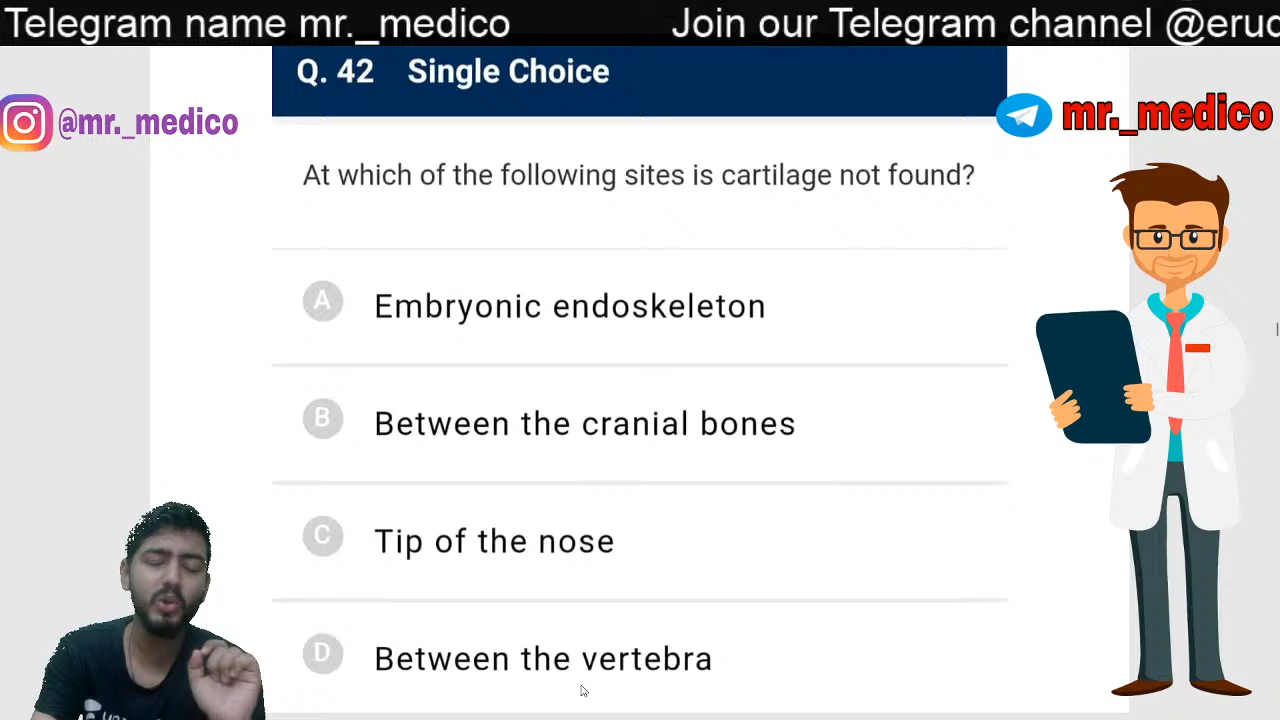 Telegram name mr._medico
Join our Telegram channel @eruc
Q. 42 Single Choice
@mr._medico
mr._medico
At which of the following sites is cartilage not found?
A Embryonic endoskeleton
B Between the cranial bones
C Tip of the nose
D Between the vertebra